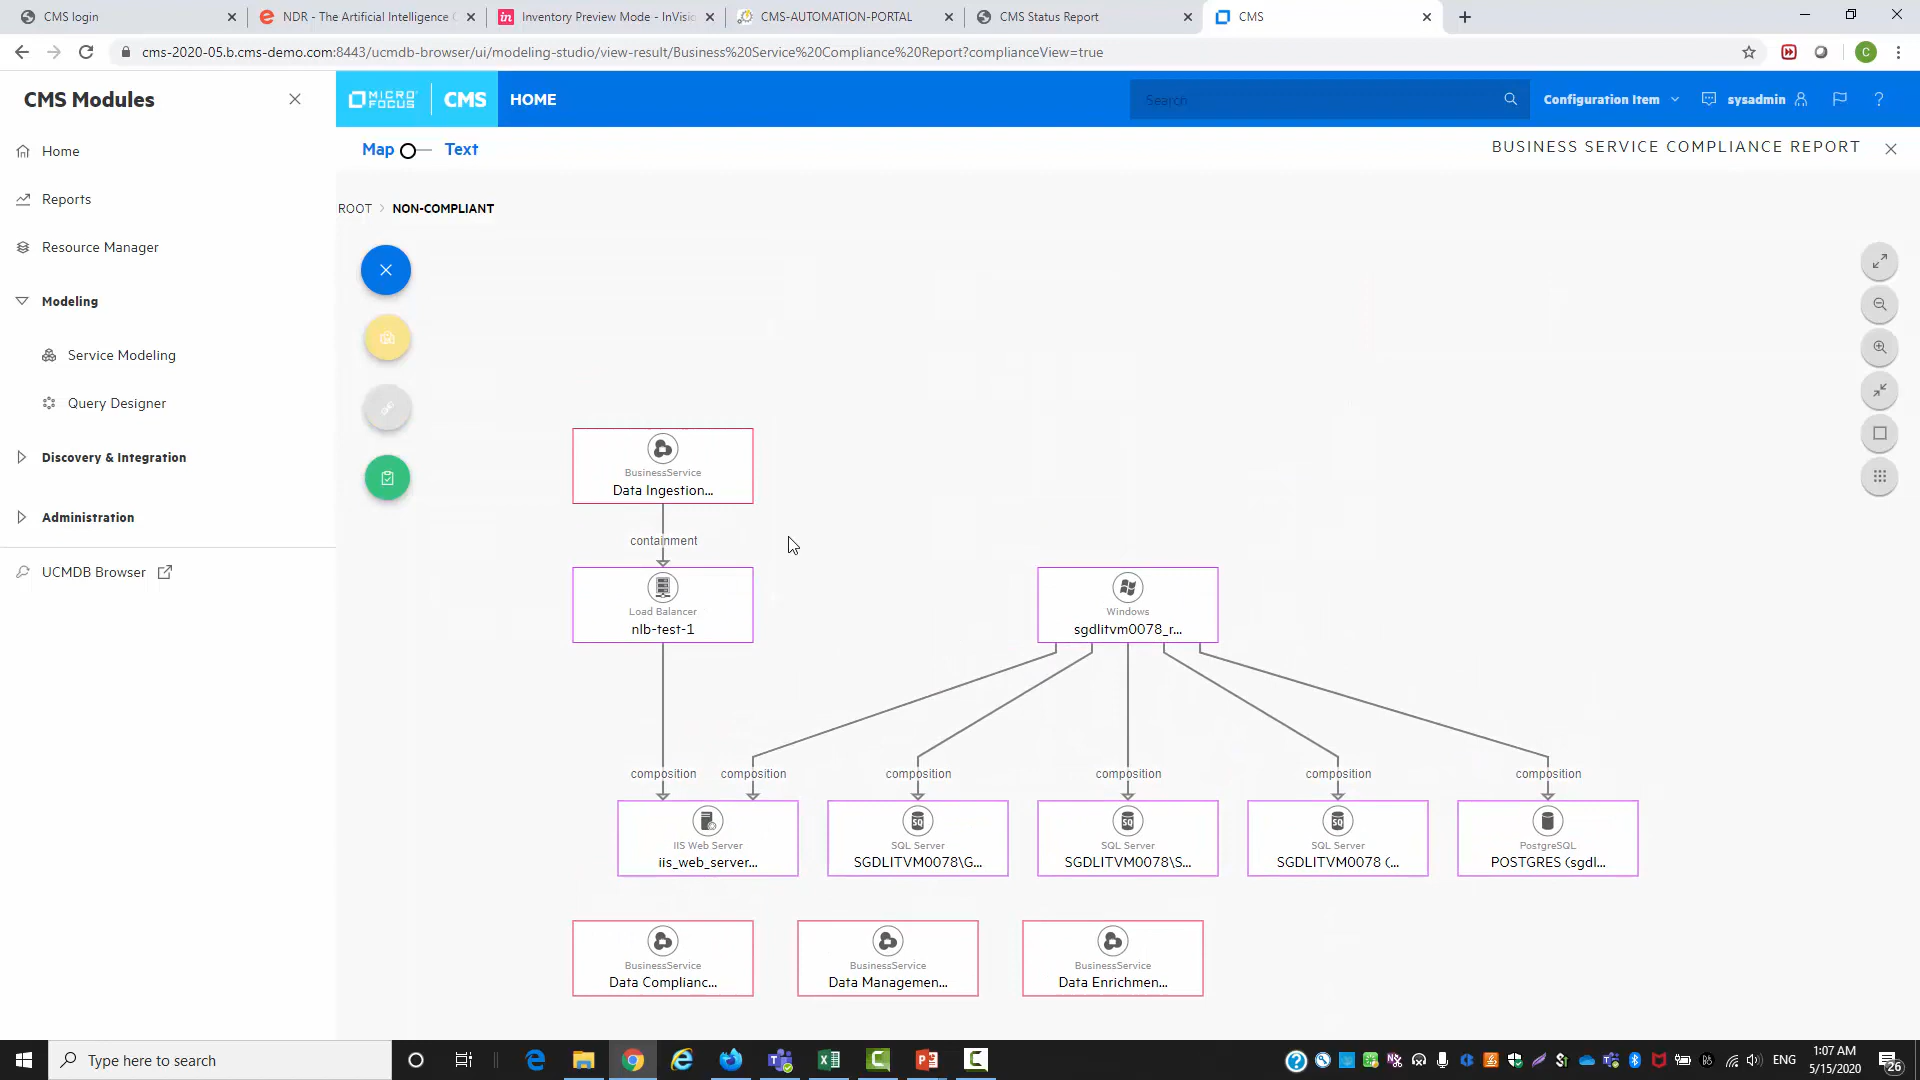 CMS login
NDR - The Artificial Intelligence
Inventory Preview Mode - InVisio
CMS-AUTOMATION-PORTAL
CMS Status Report
CMS
cms-2020-05.b.cms-demo.com:8443/ucmdb-browser/ui/modeling-studio/view-result/Business%20Service%20Compliance%20Report?complianceView=true
C
CMS Modules
MICRO FOCUS
CMS
HOME
Search
Configuration Item
sysadmin
?
Home
Map
Text
BUSINESS SERVICE COMPLIANCE REPORT
Reports
ROOT > NON-COMPLIANT
Resource Manager
Modeling
Service Modeling
Query Designer
Discovery & Integration
Administration
UCMDB Browser
BusinessService
Data Ingestion...
containment
Load Balancer
nlb-test-1
Windows
sgdlitvm0078_r...
composition
composition
composition
composition
composition
composition
IIS Web Server
iis_web_server...
SQ
SQL Server
SGDLITVM0078\G...
SQ
SQL Server
SGDLITVM0078\S...
SQ
SQL Server
SGDLITVM0078 (...
PostgreSQL
POSTGRES (sgdl...
BusinessService
Data Complianc...
BusinessService
Data Managemen...
BusinessService
Data Enrichmen...
Type here to search
ENG
1:07 AM
5/15/2020
26